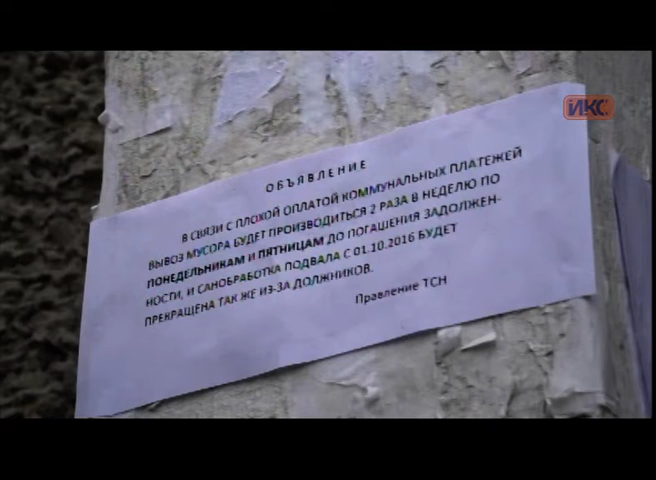 ИКС
ОБЪЯВЛЕНИЕ
В СВЯЗИ С ПЛОХОЙ ОПЛАТОЙ КОММУНАЛЬНЫХ ПЛАТЕЖЕЙ
ВЫВОЗ МУСОРА БУДЕТ ПРОИЗВОДИТЬСЯ 2 РАЗА В НЕДЕЛЮ ПО
ПОНЕДЕЛЬНИКАМ И ПЯТНИЦАМ ДО ПОГАШЕНИЯ ЗАДОЛЖЕН-
НОСТИ, И САНОБРАБОТКА ПОДВАЛА С 01.10.2016 БУДЕТ
ПРЕКРАЩЕНА ТАК ЖЕ ИЗ-ЗА ДОЛЖНИКОВ.
Правление ТСН